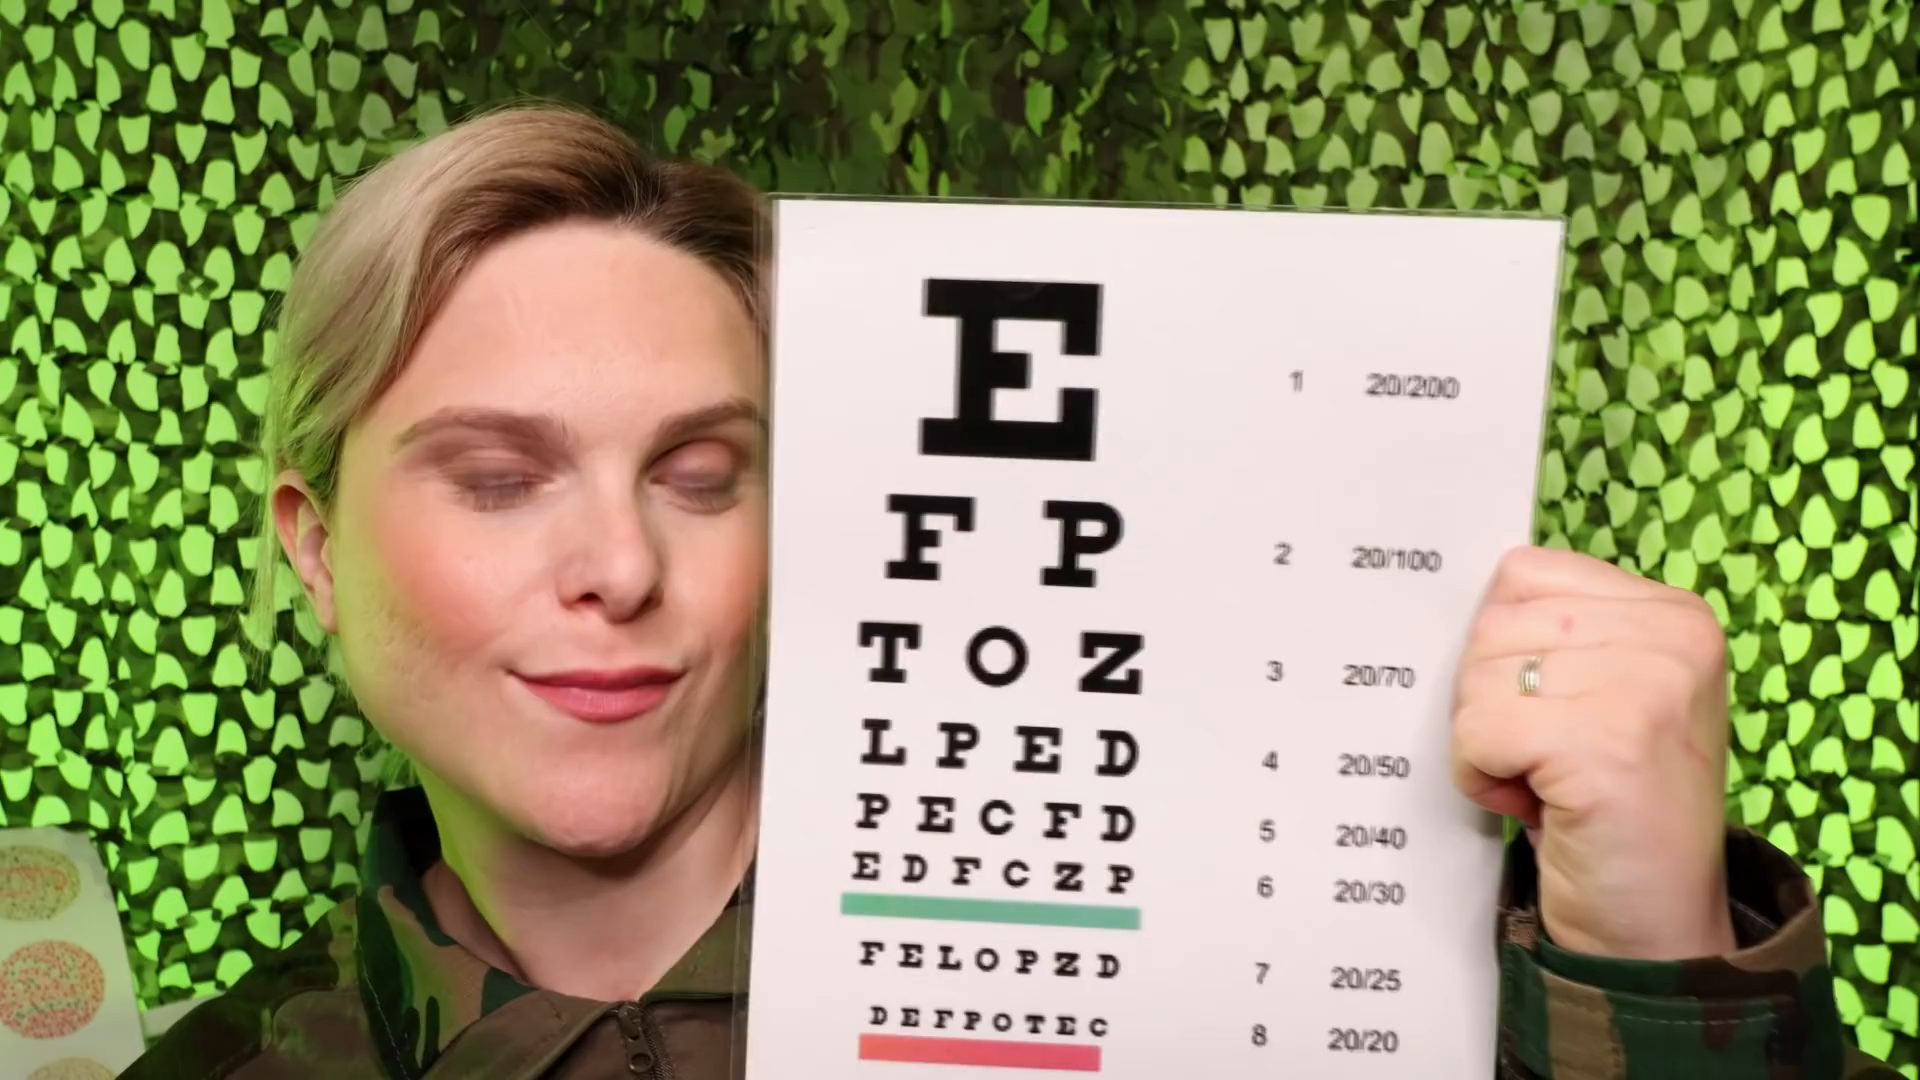 E 1 20/200
F P 2 20/100
T O Z 3 20/70
L P E D 4 20/50
P E C F D 5 20/40
E D F C Z P 6 20/30
F E L O P Z D 7 20/25
D E F P O T E C 8 20/20